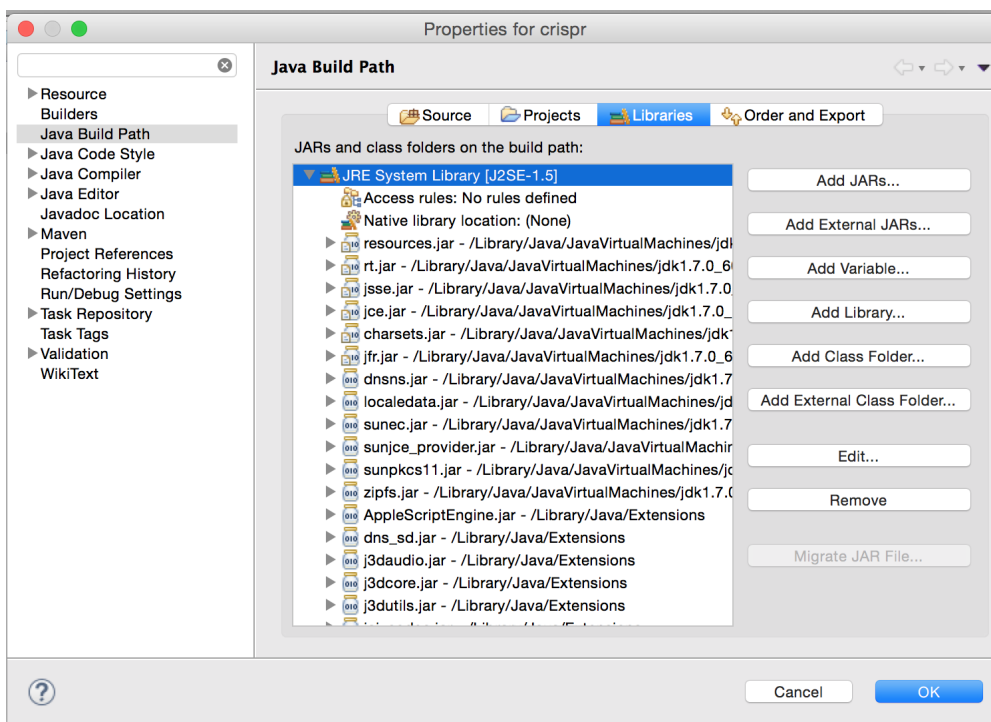 Properties for crispr
Java Build Path
Resource
Builders
Java Build Path
Java Code Style
Java Compiler
Java Editor
Javadoc Location
Maven
Project References
Refactoring History
Run/Debug Settings
Task Repository
Task Tags
Validation
WikiText
Source Projects Libraries Order and Export
JARs and class folders on the build path:
JRE System Library [J2SE-1.5]
Access rules: No rules defined
Native library location: (None)
resources.jar - /Library/Java/JavaVirtualMachines/jdk
rt.jar - /Library/Java/JavaVirtualMachines/jdk1.7.0_60
jsse.jar - /Library/Java/JavaVirtualMachines/jdk1.7.0_
jce.jar - /Library/Java/JavaVirtualMachines/jdk1.7.0_
charsets.jar - /Library/Java/JavaVirtualMachines/jdk1
jfr.jar - /Library/Java/JavaVirtualMachines/jdk1.7.0_6
dnsns.jar - /Library/Java/JavaVirtualMachines/jdk1.7
localedata.jar - /Library/Java/JavaVirtualMachines/jd
sunec.jar - /Library/Java/JavaVirtualMachines/jdk1.7
sunjce_provider.jar - /Library/Java/JavaVirtualMachin
sunpkcs11.jar - /Library/Java/JavaVirtualMachines/jd
zipfs.jar - /Library/Java/JavaVirtualMachines/jdk1.7.0
AppleScriptEngine.jar - /Library/Java/Extensions
dns_sd.jar - /Library/Java/Extensions
j3daudio.jar - /Library/Java/Extensions
j3dcore.jar - /Library/Java/Extensions
j3dutils.jar - /Library/Java/Extensions
Add JARs...
Add External JARs...
Add Variable...
Add Library...
Add Class Folder...
Add External Class Folder...
Edit...
Remove
Migrate JAR File...
Cancel
OK